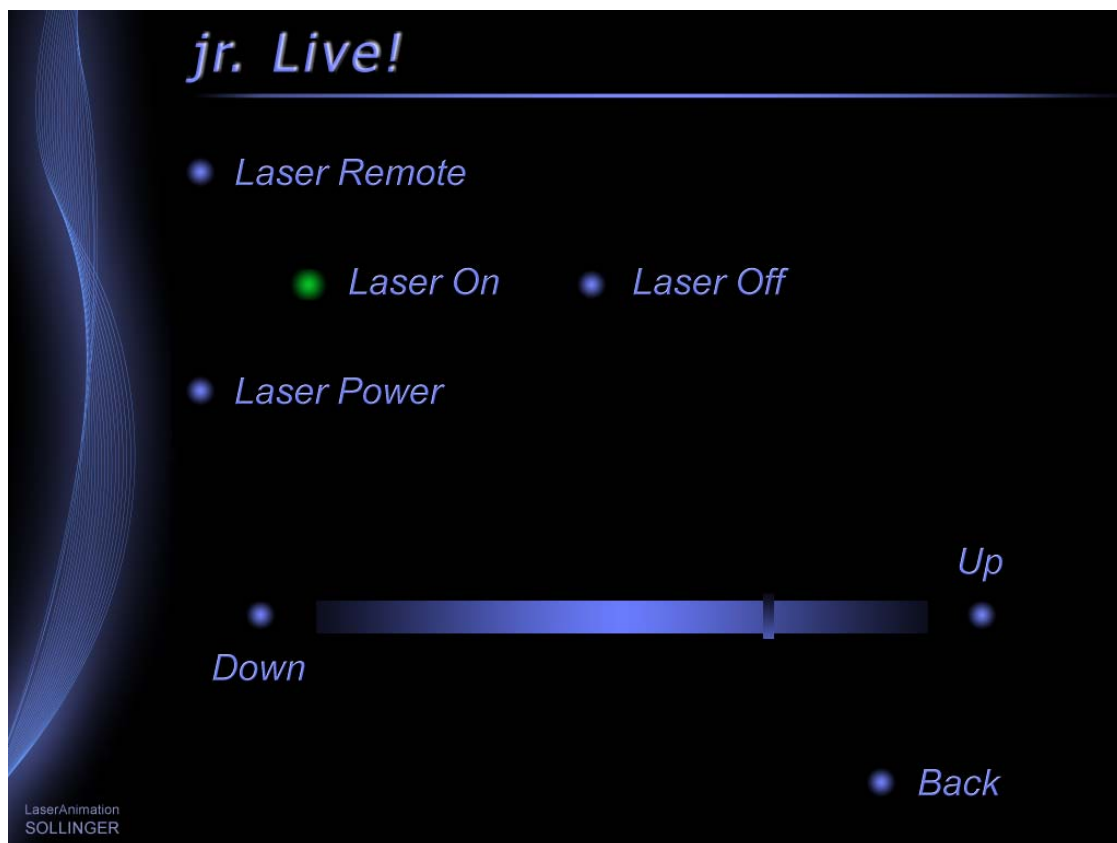 jr. Live!
Laser Remote
Laser On
Laser Off
Laser Power
Up
Down
Back
LaserAnimation
SOLLINGER